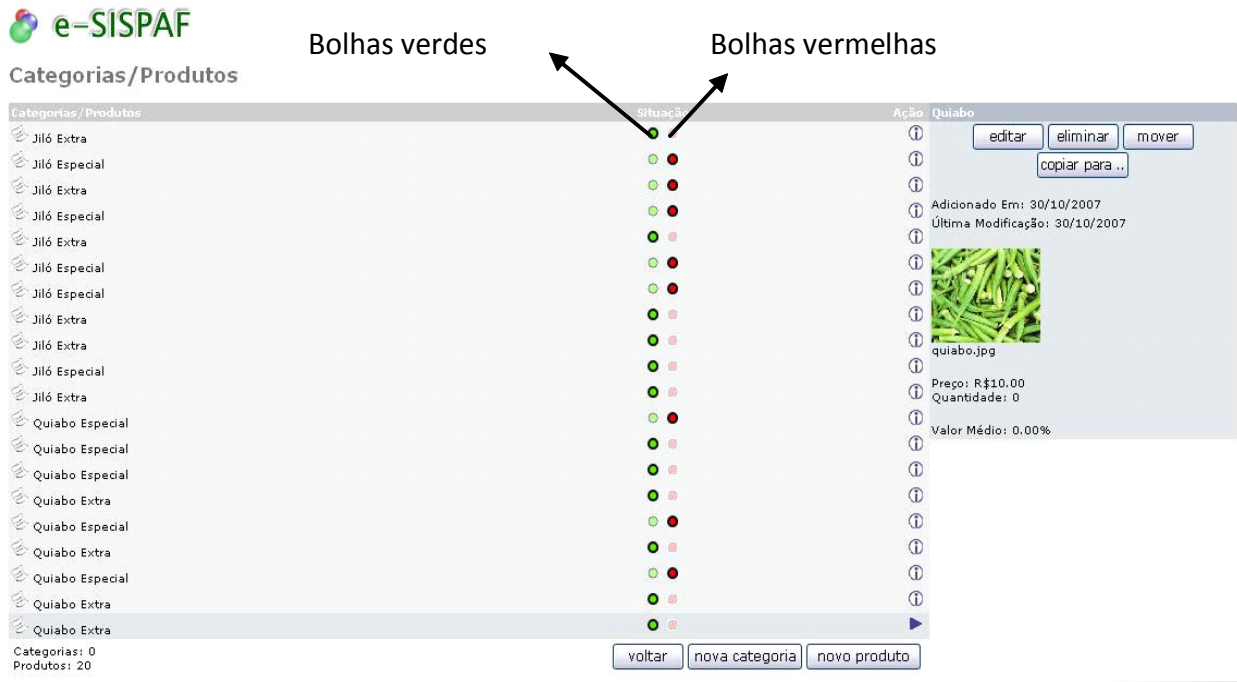 e-SISPAF
Bolhas verdes
Bolhas vermelhas
Categorias/Produtos
Categorias/Produtos Situação Ação
Jiló Extra
Jiló Especial
Jiló Extra
Jiló Especial
Jiló Extra
Jiló Especial
Jiló Especial
Jiló Extra
Jiló Extra
Jiló Especial
Jiló Extra
Quiabo Especial
Quiabo Especial
Quiabo Especial
Quiabo Extra
Quiabo Especial
Quiabo Extra
Quiabo Especial
Quiabo Extra
Quiabo Extra
Categorias: 0
Produtos: 20
voltar nova categoria novo produto
Quiabo
editar eliminar mover
copiar para ..
Adicionado Em: 30/10/2007
Última Modificação: 30/10/2007
quiabo.jpg
Preço: R$10.00
Quantidade: 0
Valor Médio: 0.00%